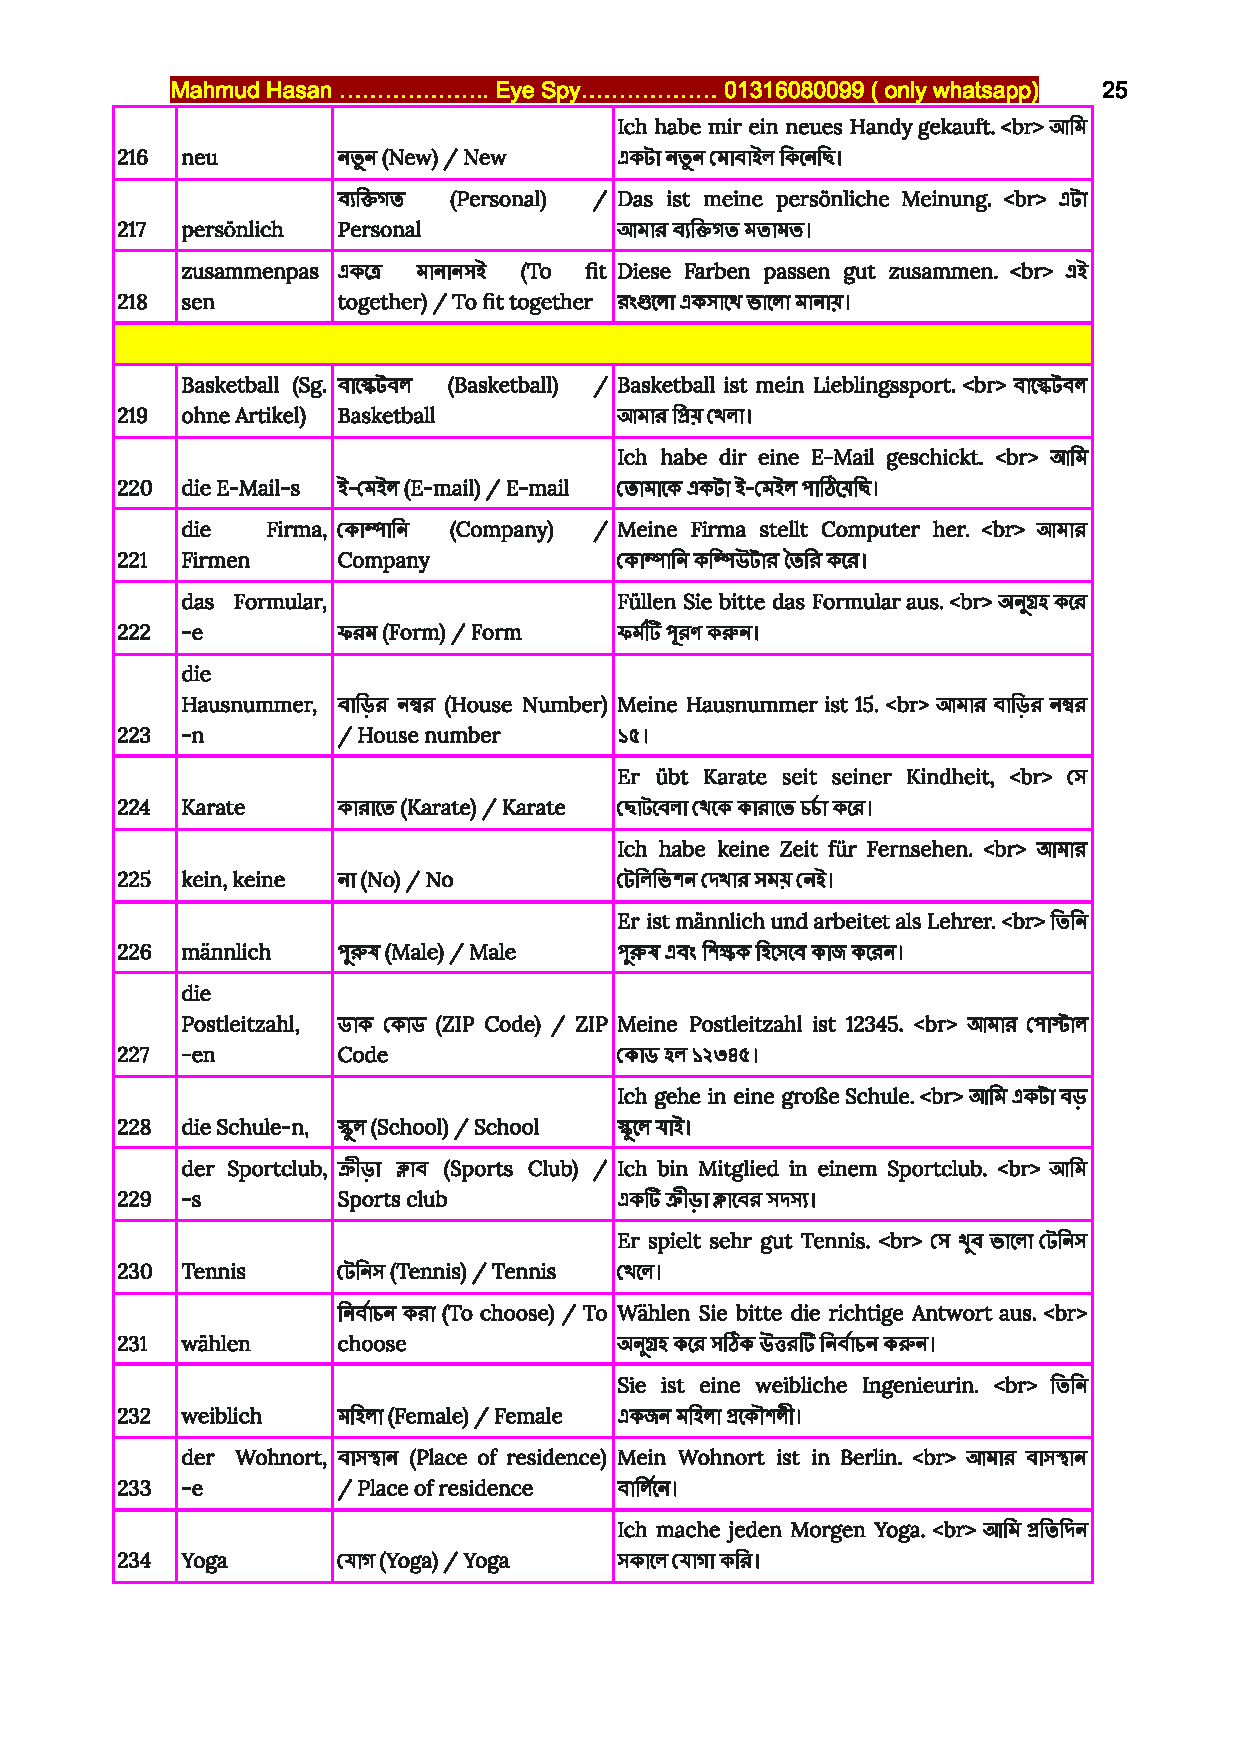 Mahmud Hasan ……………….. Eye Spy……………… 01316080099 ( only whatsapp) 25
Ich habe mir ein neues Handy gekauft. <br> আমি
216 neu নতুন (New) / New একটা নতুন মোবাইল কিনেছি।
ব্যক্তিগত (Personal) / Das ist meine persönliche Meinung. <br> এটা
217 persönlich Personal আমার ব্যক্তিগত মতামত।
zusammenpas একত্রে মানানসই (To fit Diese Farben passen gut zusammen. <br> এই
218 sen together) / To fit together রংগুলো একসাথে ভালো মানায়।
Basketball (Sg. বাস্কেটবল (Basketball) / Basketball ist mein Lieblingssport. <br> বাস্কেটবল
219 ohne Artikel) Basketball আমার প্রিয় খেলা।
Ich habe dir eine E-Mail geschickt. <br> আমি
220 die E-Mail-s ই-মেইল (E-mail) / E-mail তোমাকে একটা ই-মেইল পাঠিয়েছি।
die Firma, কোম্পানি (Company) / Meine Firma stellt Computer her. <br> আমার
221 Firmen Company কোম্পানি কম্পিউটার তৈরি করে।
das Formular, Füllen Sie bitte das Formular aus. <br> অনুগ্রহ করে
222 -e ফরম (Form) / Form ফর্মটি পূরণ করুন।
die
Hausnummer, বাড়ির নম্বর (House Number) Meine Hausnummer ist 15. <br> আমার বাড়ির নম্বর
223 -n / House number ১৫।
Er übt Karate seit seiner Kindheit, <br> সে
224 Karate কারাতে (Karate) / Karate ছোটবেলা থেকে কারাতে চর্চা করে।
Ich habe keine Zeit für Fernsehen. <br> আমার
225 kein, keine না (No) / No টেলিভিশন দেখার সময় নেই।
Er ist männlich und arbeitet als Lehrer. <br> তিনি
226 männlich পুরুষ (Male) / Male পুরুষ এবং শিক্ষক হিসেবে কাজ করেন।
die
Postleitzahl, ডাক কোড (ZIP Code) / ZIP Meine Postleitzahl ist 12345. <br> আমার পোস্টাল
227 -en Code কোড হল ১২৩৪৫।
Ich gehe in eine große Schule. <br> আমি একটা বড়
228 die Schule-n, স্কুল (School) / School স্কুলে যাই।
der Sportclub, ক্রীড়া ক্লাব (Sports Club) / Ich bin Mitglied in einem Sportclub. <br> আমি
229 -s Sports club একটি ক্রীড়া ক্লাবের সদস্য।
Er spielt sehr gut Tennis. <br> সে খুব ভালো টেনিস
230 Tennis টেনিস (Tennis) / Tennis খেলে।
নির্বাচন করা (To choose) / To Wählen Sie bitte die richtige Antwort aus. <br>
231 wählen choose অনুগ্রহ করে সঠিক উত্তরটি নির্বাচন করুন।
Sie ist eine weibliche Ingenieurin. <br> তিনি
232 weiblich মহিলা (Female) / Female একজন মহিলা প্রকৌশলী।
der Wohnort, বাসস্থান (Place of residence) Mein Wohnort ist in Berlin. <br> আমার বাসস্থান
233 -e / Place of residence বার্লিনে।
Ich mache jeden Morgen Yoga. <br> আমি প্রতিদিন
234 Yoga যোগ (Yoga) / Yoga সকালে যোগা করি।